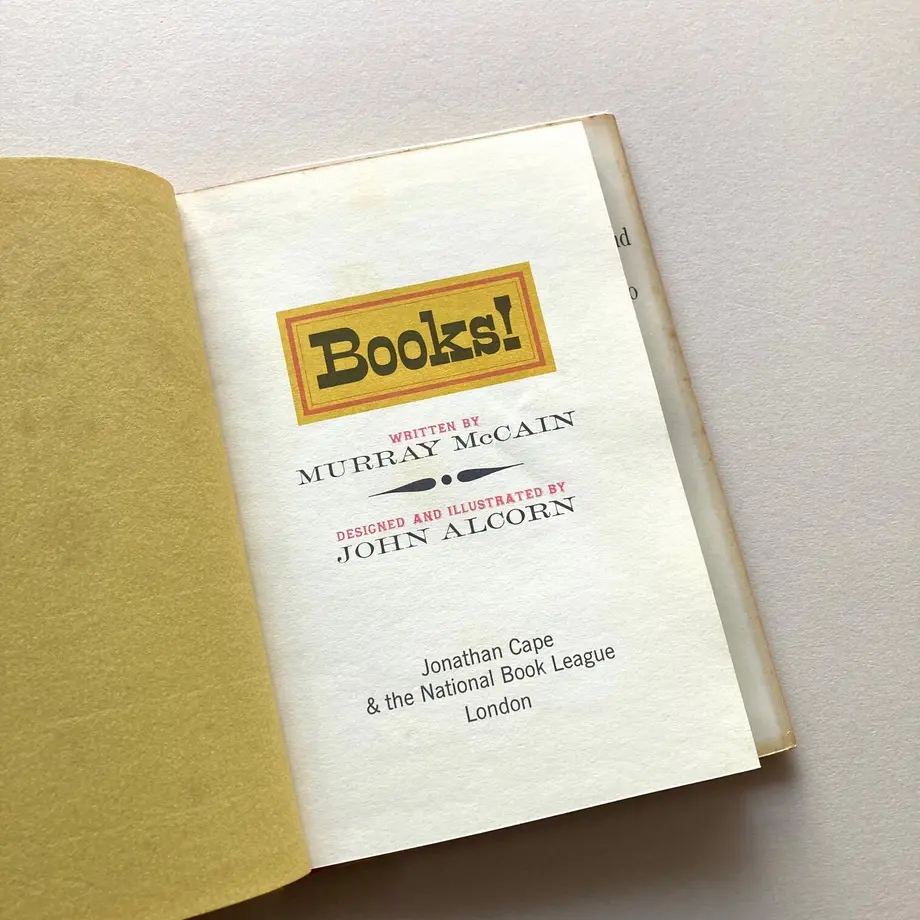 Books!
WRITTEN BY
MURRAY McCAIN
DESIGNED AND ILLUSTRATED BY
JOHN ALCORN
Jonathan Cape
& the National Book League
London